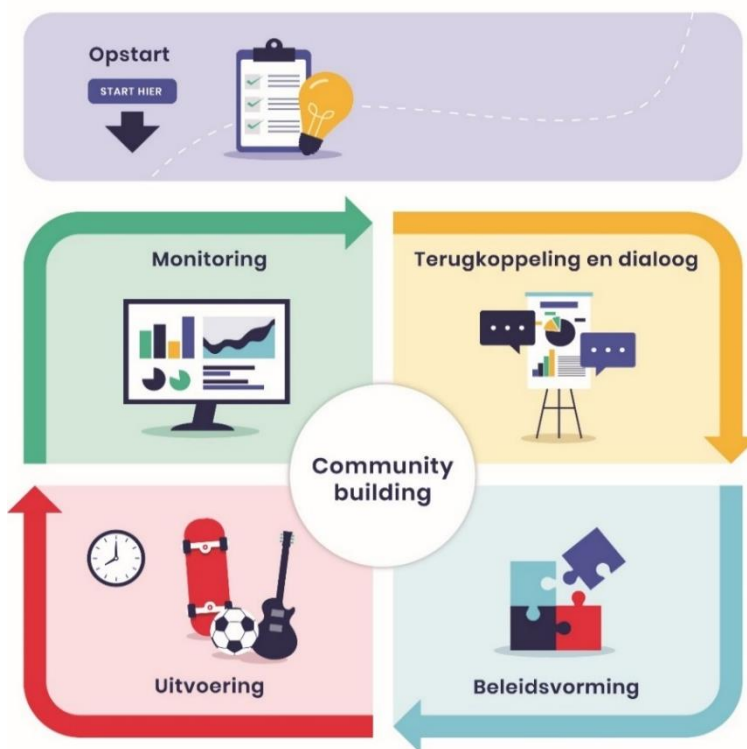 Opstart
START HIER
Monitoring
Terugkoppeling en dialoog
Community
building
Uitvoering
Beleidsvorming